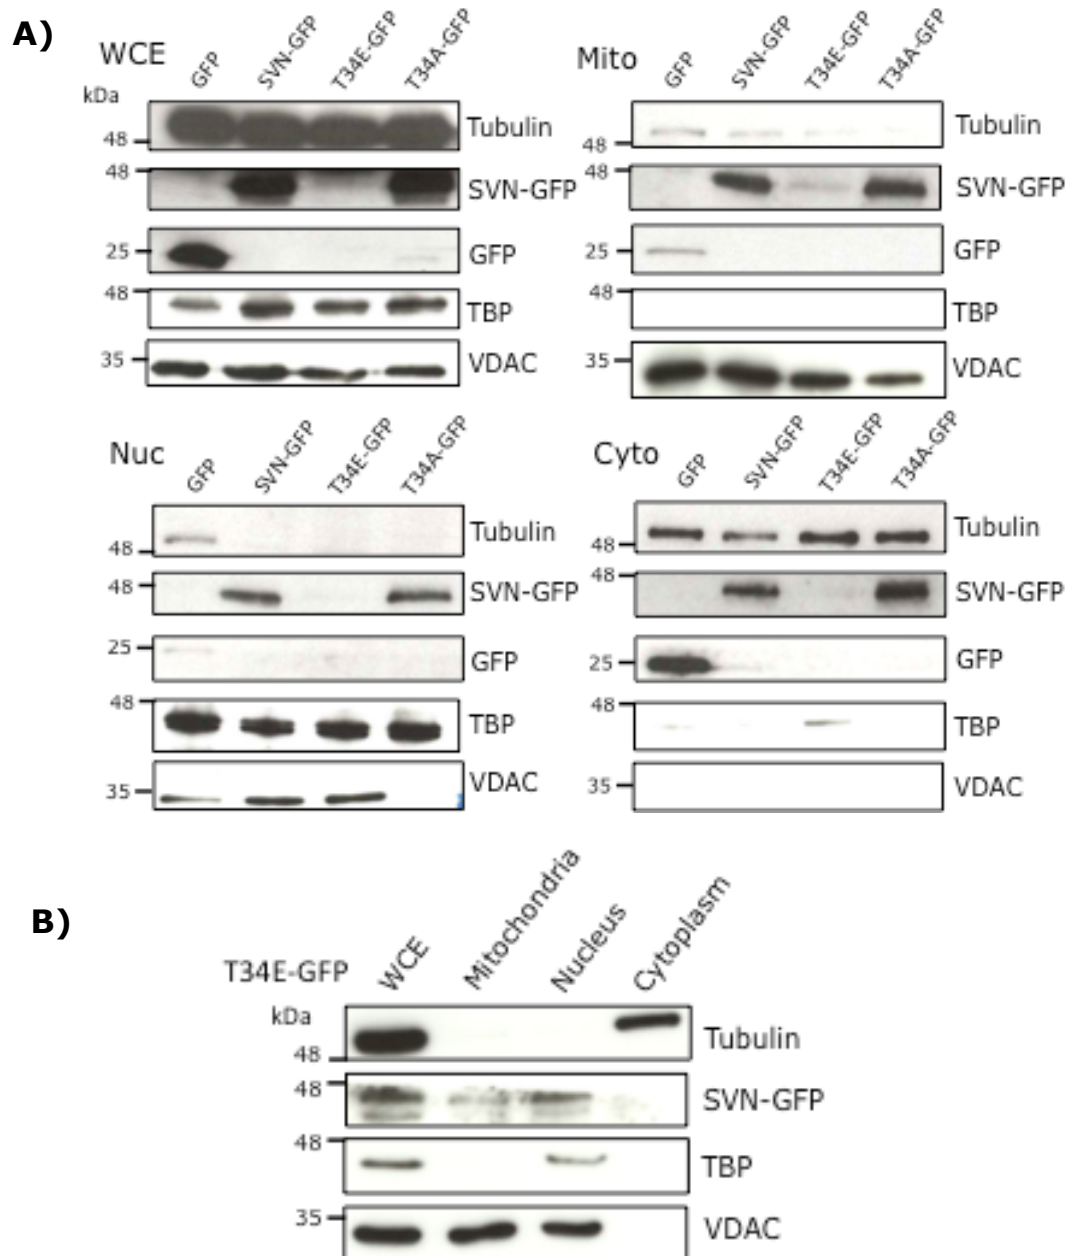 A)
WCE
GFP SVN-GFP T34E-GFP T34A-GFP
kDa
48 Tubulin
48 SVN-GFP
25 GFP
48 TBP
35 VDAC
Mito
GFP SVN-GFP T34E-GFP T34A-GFP
48 Tubulin
48 SVN-GFP
25 GFP
48 TBP
35 VDAC
Nuc
GFP SVN-GFP T34E-GFP T34A-GFP
48 Tubulin
48 SVN-GFP
25 GFP
48 TBP
35 VDAC
Cyto
GFP SVN-GFP T34E-GFP T34A-GFP
48 Tubulin
48 SVN-GFP
25 GFP
48 TBP
35 VDAC
B)
T34E-GFP WCE Mitochondria Nucleus Cytoplasm
kDa
48 Tubulin
48 SVN-GFP
48 TBP
35 VDAC